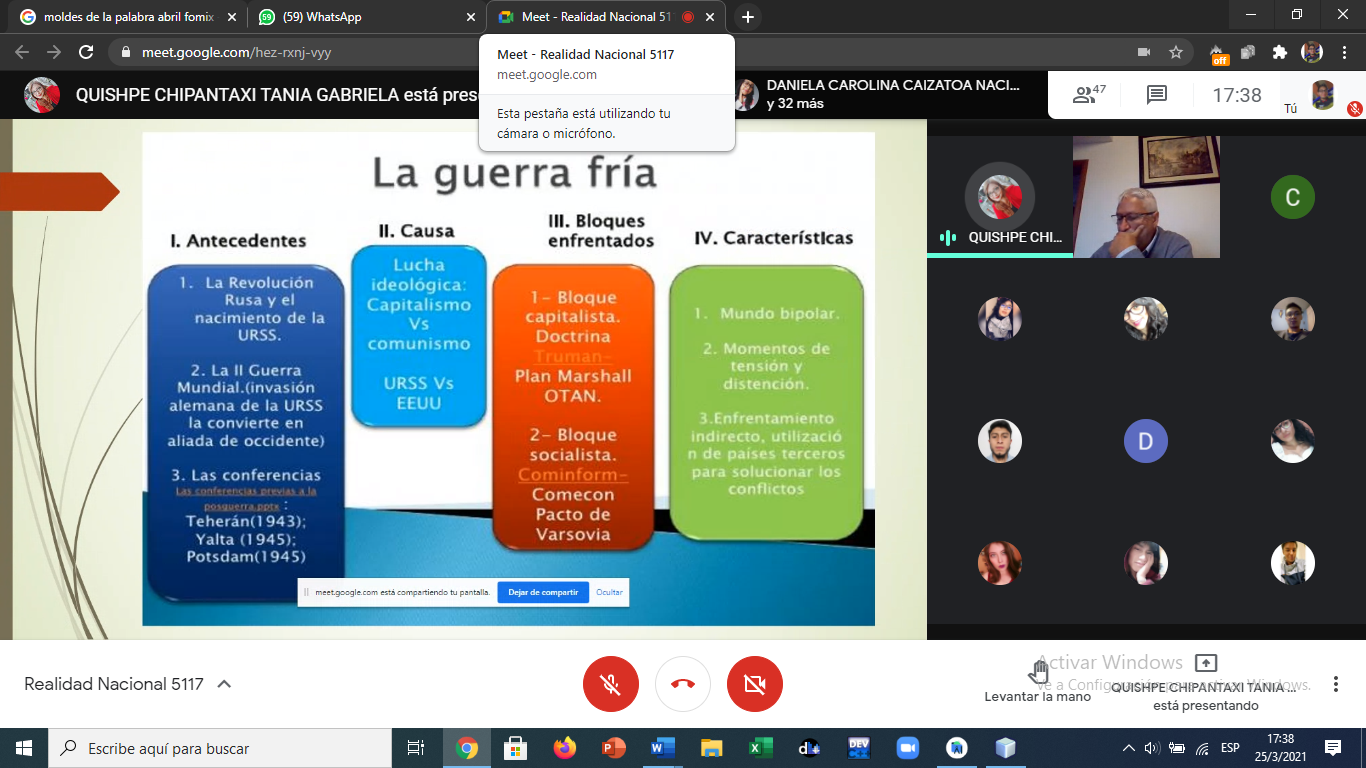 moldes de la palabra abril fomix
(59) WhatsApp
Meet - Realidad Nacional 51
meet.google.com/hez-rxnj-vyy
off
Meet - Realidad Nacional 5117
meet.google.com
Esta pestaña está utilizando tu
cámara o micrófono.
QUISHPE CHIPANTAXI TANIA GABRIELA está pres
DANIELA CAROLINA CAIZATOA NACI...
y 32 más
47
17:38
Tú
La guerra fría
I. Antecedentes
1. La Revolución
Rusa y el
nacimiento de la
URSS.
2. La II Guerra
Mundial.(invasión
alemana de la URSS
la convierte en
aliada de occidente)
3. Las conferencias
Las conferencias previas a la
posguerra.pptx :
Teherán(1943);
Yalta (1945);
Potsdam(1945)
II. Causa
Lucha
ideológica:
Capitalismo
Vs
comunismo
URSS Vs
EEUU
III. Bloques
enfrentados
1- Bloque
capitalista.
Doctrina
Truman-
Plan Marshall
OTAN.
2- Bloque
socialista.
Cominform-
Comecon
Pacto de
Varsovia
IV. Características
1. Mundo bipolar.
2. Momentos de
tensión y
distención.
3.Enfrentamiento
indirecto, utilizació
n de países terceros
para solucionar los
conflictos
meet.google.com está compartiendo tu pantalla.
Dejar de compartir
Ocultar
QUISHPE CHI...
C
D
Realidad Nacional 5117
Levantar la mano
Activar Windows
Ve a Configuración para activar Windows.
QUISHPE CHIPANTAXI TANIA ...
está presentando
Escribe aquí para buscar
DEV
ESP
17:38
25/3/2021